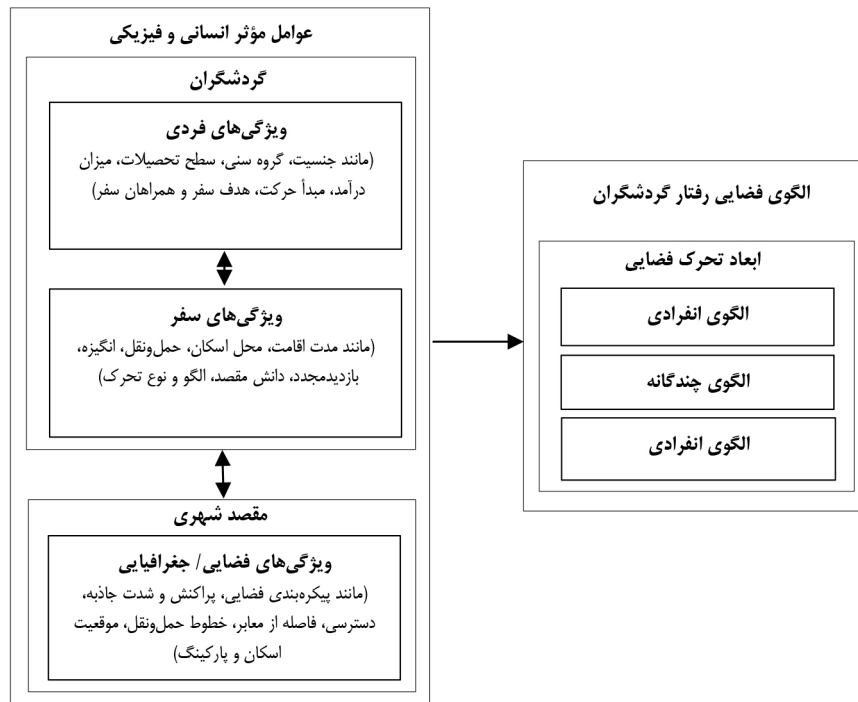 عوامل مؤثر انسانی و فیزیکی
گردشگران
ویژگی‌های فردی
(مانند جنسیت، گروه سنی، سطح تحصیلات، میزان
درآمد، مبدأ حرکت، هدف سفر و همراهان سفر)
ویژگی‌های سفر
(مانند مدت اقامت، محل اسکان، حمل‌ونقل، انگیزه،
بازدیدمجدد، دانش مقصد، الگو و نوع تحرک)
مقصد شهری
ویژگی‌های فضایی/ جغرافیایی
(مانند پیکره‌بندی فضایی، پراکنش و شدت جاذبه،
دسترسی، فاصله از معابر، خطوط حمل‌ونقل، موقعیت
اسکان و پارکینگ)
الگوی فضایی رفتار گردشگران
ابعاد تحرک فضایی
الگوی انفرادی
الگوی چندگانه
الگوی انفرادی